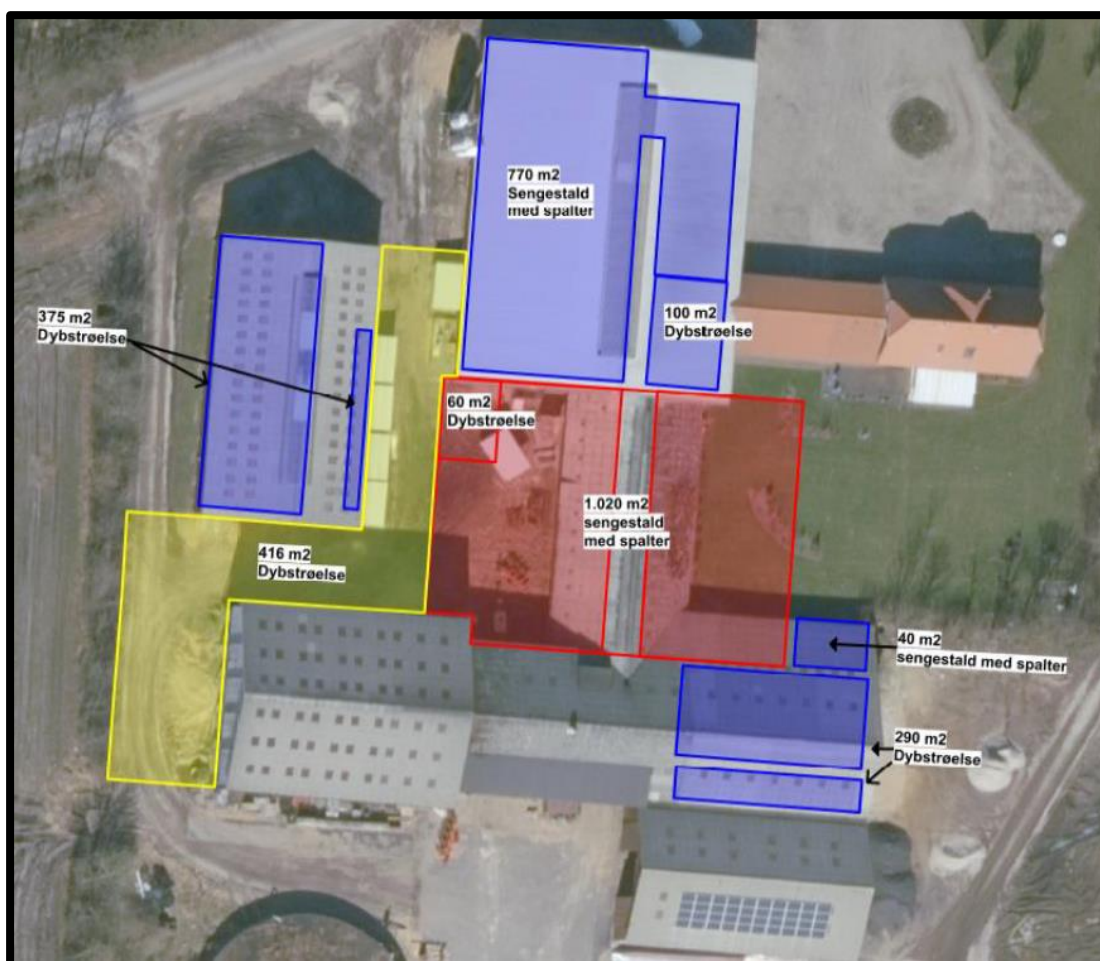 770 m2
Sengestald
med spalter
375 m2
Dybstrøelse
100 m2
Dybstrøelse
60 m2
Dybstrøelse
1.020 m2
sengestald
med spalter
416 m2
Dybstrøelse
40 m2
sengestald med spalter
290 m2
Dybstrøelse